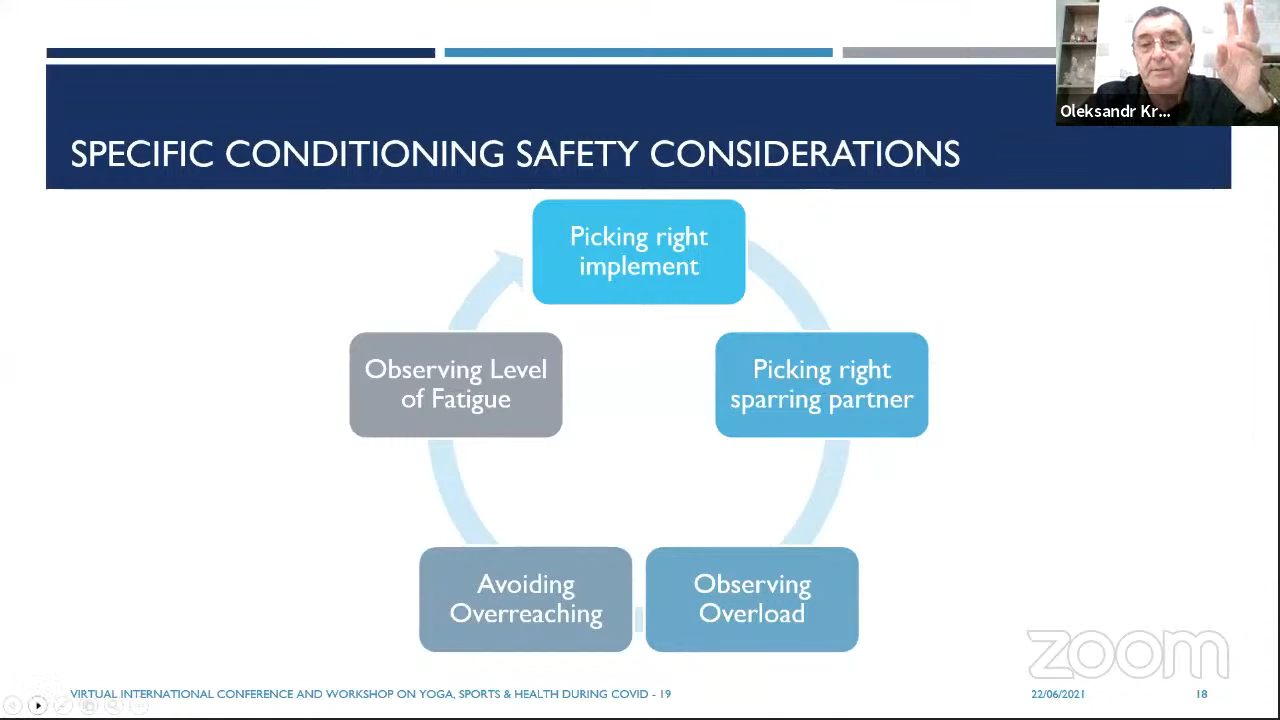 Oleksandr Kr...
SPECIFIC CONDITIONING SAFETY CONSIDERATIONS
Picking right
implement
Picking right
sparring partner
Observing
Overload
Avoiding
Overreaching
Observing Level
of Fatigue
zoom
VIRTUAL INTERNATIONAL CONFERENCE AND WORKSHOP ON YOGA, SPORTS & HEALTH DURING COVID - 19
22/06/2021
18